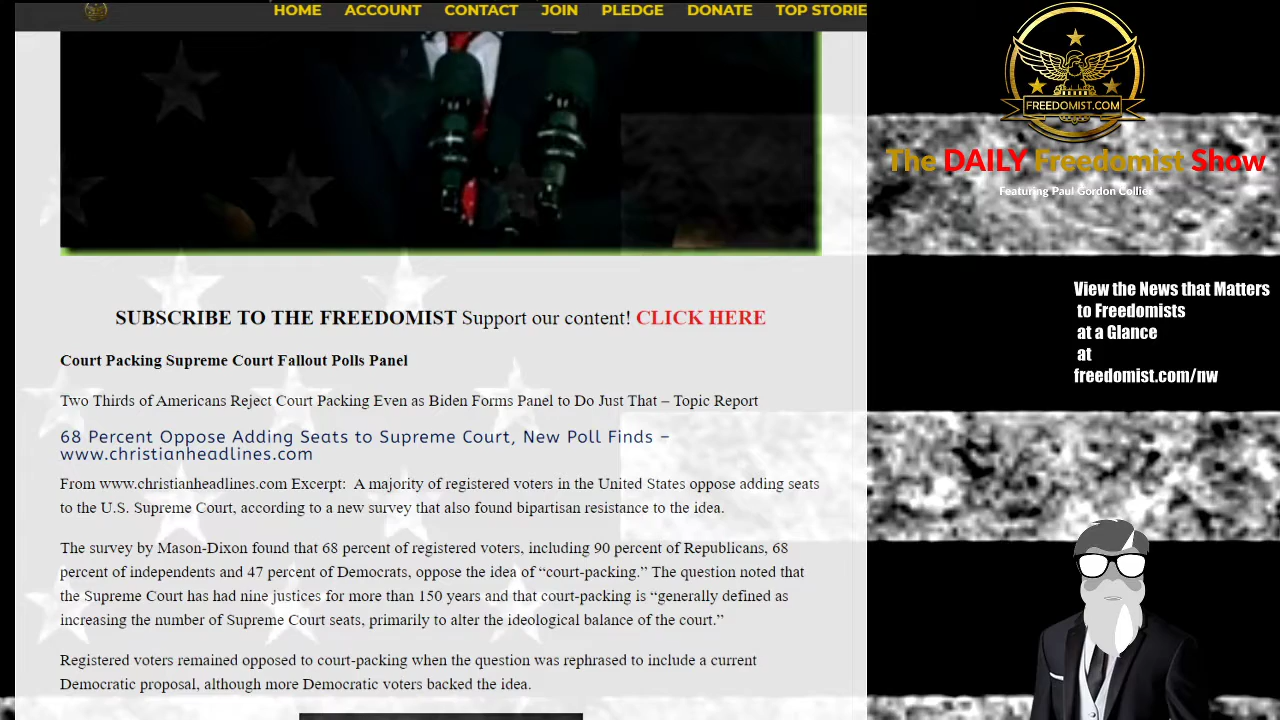 HOME ACCOUNT CONTACT JOIN PLEDGE DONATE TOP STORIE
SUBSCRIBE TO THE FREEDOMIST Support our content! CLICK HERE
Court Packing Supreme Court Fallout Polls Panel
Two Thirds of Americans Reject Court Packing Even as Biden Forms Panel to Do Just That – Topic Report
68 Percent Oppose Adding Seats to Supreme Court, New Poll Finds –
www.christianheadlines.com
From www.christianheadlines.com Excerpt: A majority of registered voters in the United States oppose adding seats
to the U.S. Supreme Court, according to a new survey that also found bipartisan resistance to the idea.
The survey by Mason-Dixon found that 68 percent of registered voters, including 90 percent of Republicans, 68
percent of independents and 47 percent of Democrats, oppose the idea of “court-packing.” The question noted that
the Supreme Court has had nine justices for more than 150 years and that court-packing is “generally defined as
increasing the number of Supreme Court seats, primarily to alter the ideological balance of the court.”
Registered voters remained opposed to court-packing when the question was rephrased to include a current
Democratic proposal, although more Democratic voters backed the idea.
FREEDOMIST.COM
The DAILY Freedomist Show
Featuring Paul Gordon Collier
View the News that Matters
to Freedomists
at a Glance
at
freedomist.com/nw